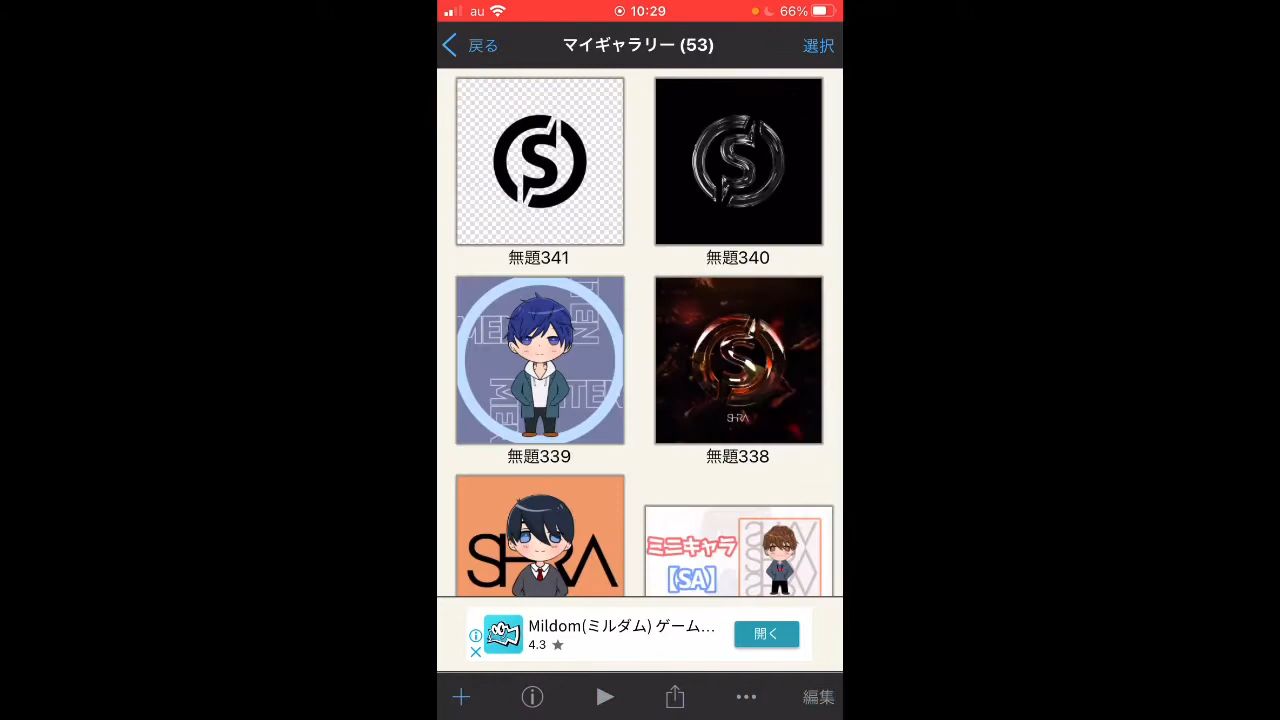 au 10:29 66%
戻る マイギャラリー (53) 選択
S
S
無題341
無題340
S
SHRA
無題339
無題338
SHRA
ミニキャラ
【SA】
Mildom(ミルダム) ゲーム...
4.3 ★
開く
編集